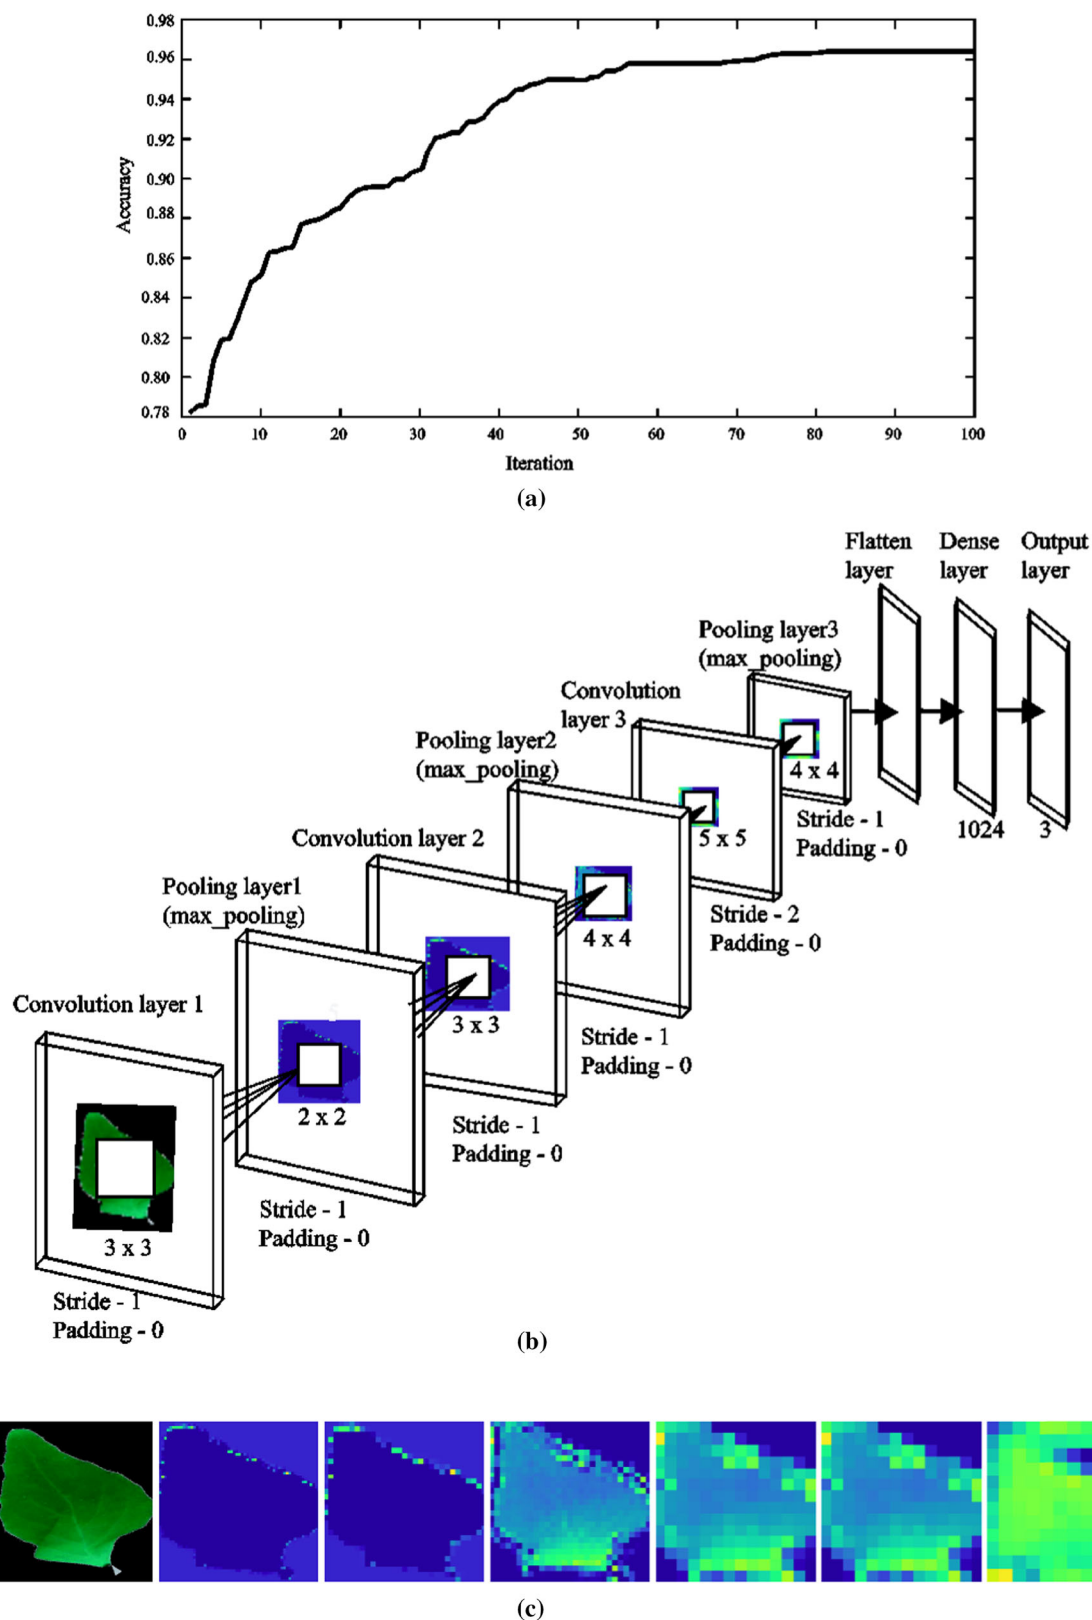 0.98
0.96
0.94
0.92
0.90
0.88
0.86
0.84
0.82
0.80
0.78
Accuracy
0 10 20 30 40 50 60 70 80 90 100
Iteration
(a)
Flatten layer
Dense layer
Output layer
Pooling layer3
(max_pooling)
Convolution
layer 3
Pooling layer2
(max_pooling)
Convolution layer 2
Pooling layer1
(max_pooling)
Convolution layer 1
4 x 4
Stride - 1
Padding - 0
1024
3
5 x 5
Stride - 2
Padding - 0
4 x 4
Stride - 1
Padding - 0
3 x 3
Stride - 1
Padding - 0
2 x 2
Stride - 1
Padding - 0
3 x 3
Stride - 1
Padding - 0
(b)
(c)